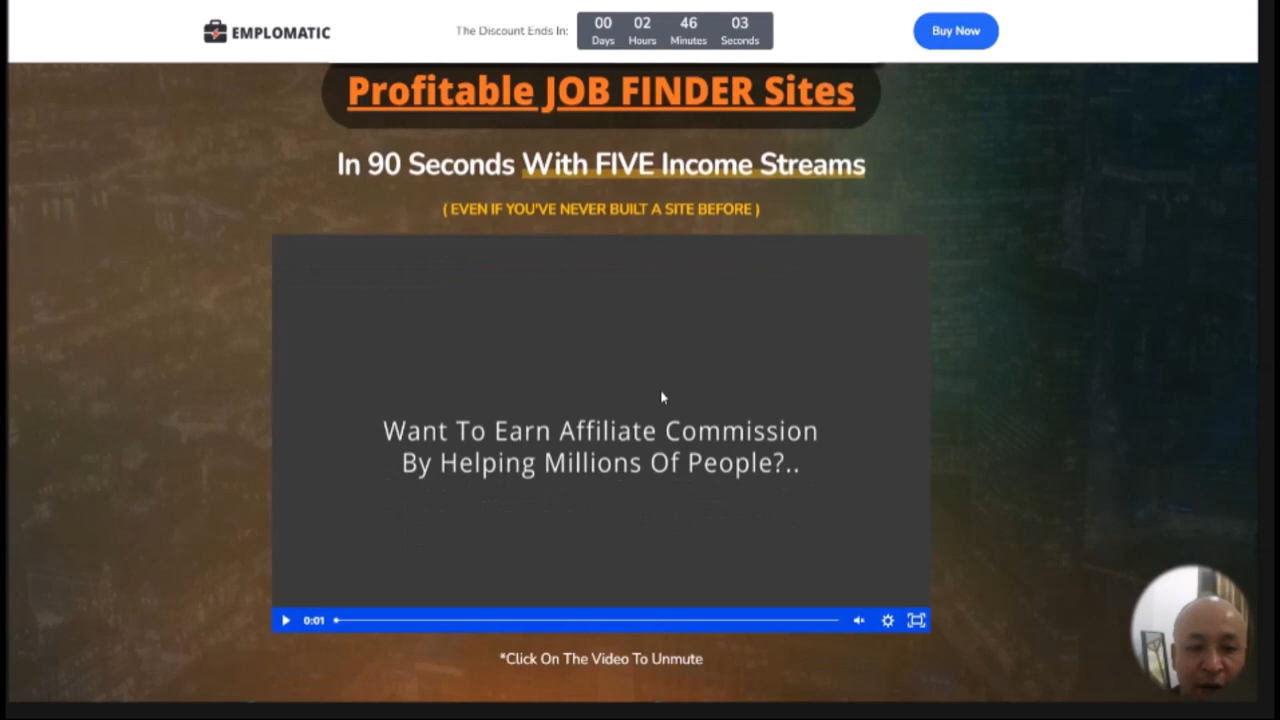 EMPLOMATIC
The Discount Ends In:
00 02 46 03
Days Hours Minutes Seconds
Buy Now
Profitable JOB FINDER Sites
In 90 Seconds With FIVE Income Streams
( EVEN IF YOU'VE NEVER BUILT A SITE BEFORE )
Want To Earn Affiliate Commission
By Helping Millions Of People?..
0:01
*Click On The Video To Unmute